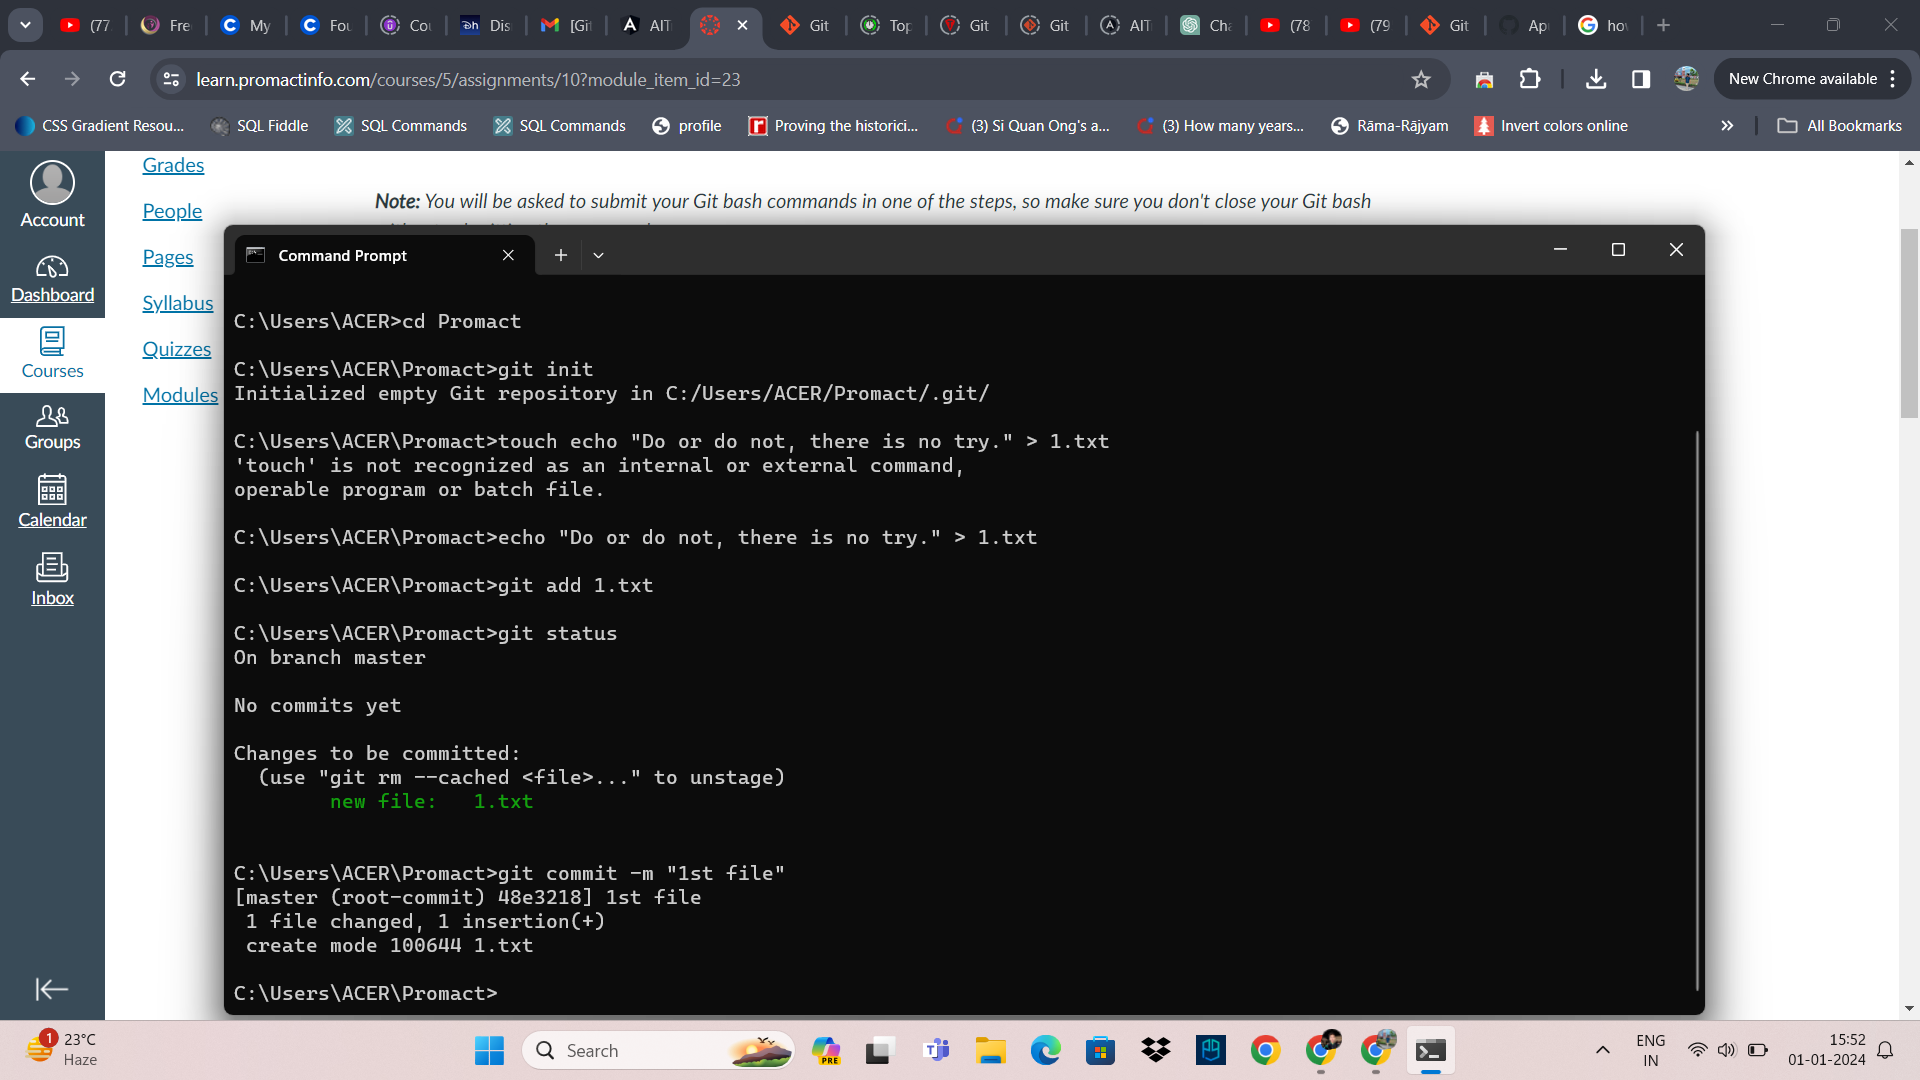 (77
Fre
My
Fou
Co
Dis
[Git
AIT
Git
Top
Git
Git
AIT
Cha
(78
(79
Git
Ap
ho
learn.promactinfo.com/courses/5/assignments/10?module_item_id=23
New Chrome available
CSS Gradient Resou...
SQL Fiddle
SQL Commands
SQL Commands
profile
Proving the historici...
(3) Si Quan Ong's a...
(3) How many years...
Rāma-Rājyam
Invert colors online
All Bookmarks
Account
Dashboard
Courses
Groups
Calendar
Inbox
Grades
People
Pages
Syllabus
Quizzes
Modules
Note: You will be asked to submit your Git bash commands in one of the steps, so make sure you don't close your Git bash
Command Prompt
C:\Users\ACER>cd Promact
C:\Users\ACER\Promact>git init
Initialized empty Git repository in C:/Users/ACER/Promact/.git/
C:\Users\ACER\Promact>touch echo "Do or do not, there is no try." > 1.txt
'touch' is not recognized as an internal or external command,
operable program or batch file.
C:\Users\ACER\Promact>echo "Do or do not, there is no try." > 1.txt
C:\Users\ACER\Promact>git add 1.txt
C:\Users\ACER\Promact>git status
On branch master
No commits yet
Changes to be committed:
(use "git rm --cached <file>..." to unstage)
new file:   1.txt
C:\Users\ACER\Promact>git commit -m "1st file"
[master (root-commit) 48e3218] 1st file
1 file changed, 1 insertion(+)
create mode 100644 1.txt
C:\Users\ACER\Promact>
1
23°C
Haze
Search
PRE
ENG
IN
15:52
01-01-2024